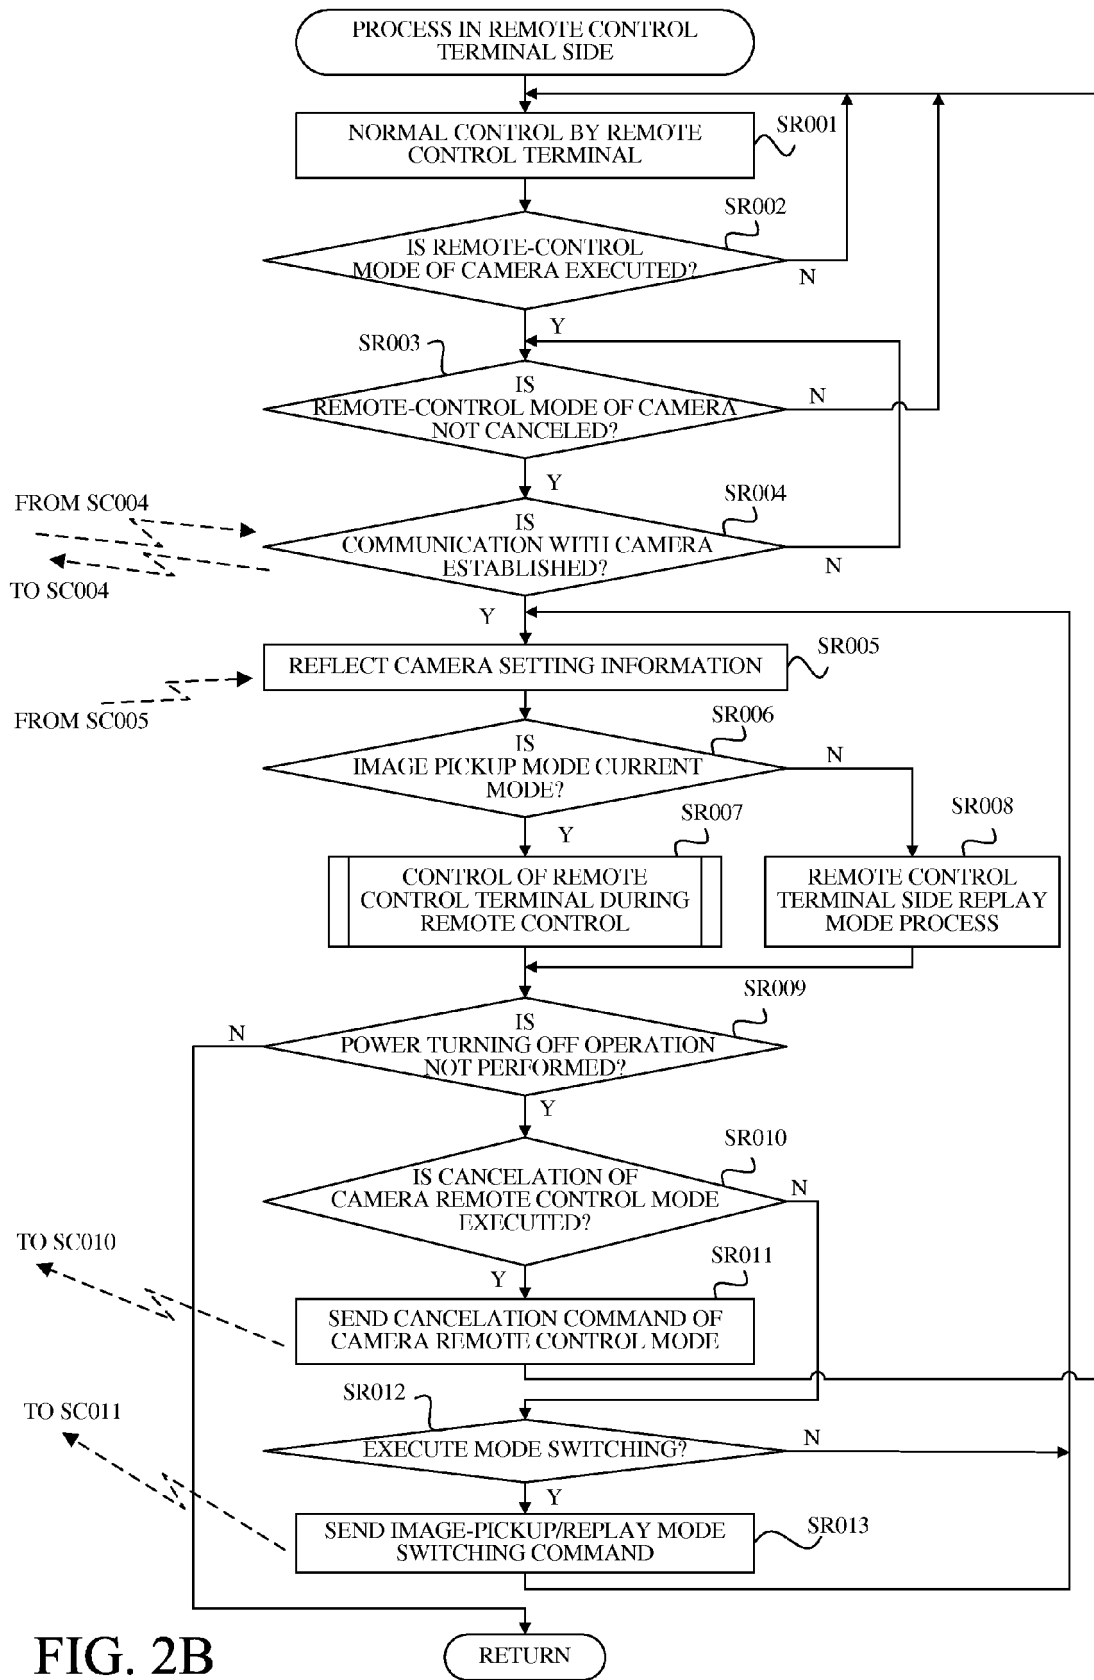 PROCESS IN REMOTE CONTROL
TERMINAL SIDE
NORMAL CONTROL BY REMOTE
CONTROL TERMINAL
SR001
SR002
IS REMOTE-CONTROL
MODE OF CAMERA EXECUTED?
N
Y
SR003
IS
REMOTE-CONTROL MODE OF CAMERA
NOT CANCELED?
N
Y
FROM SC004
SR004
IS
COMMUNICATION WITH CAMERA
ESTABLISHED?
N
TO SC004
Y
REFLECT CAMERA SETTING INFORMATION
SR005
FROM SC005
SR006
IS
IMAGE PICKUP MODE CURRENT
MODE?
N
Y
SR007
SR008
CONTROL OF REMOTE
CONTROL TERMINAL DURING
REMOTE CONTROL
REMOTE CONTROL
TERMINAL SIDE REPLAY
MODE PROCESS
SR009
N
IS
POWER TURNING OFF OPERATION
NOT PERFORMED?
Y
SR010
IS CANCELATION OF
CAMERA REMOTE CONTROL MODE
EXECUTED?
N
TO SC010
Y
SR011
SEND CANCELATION COMMAND OF
CAMERA REMOTE CONTROL MODE
SR012
TO SC011
EXECUTE MODE SWITCHING?
N
Y
SEND IMAGE-PICKUP/REPLAY MODE
SWITCHING COMMAND
SR013
RETURN
FIG. 2B